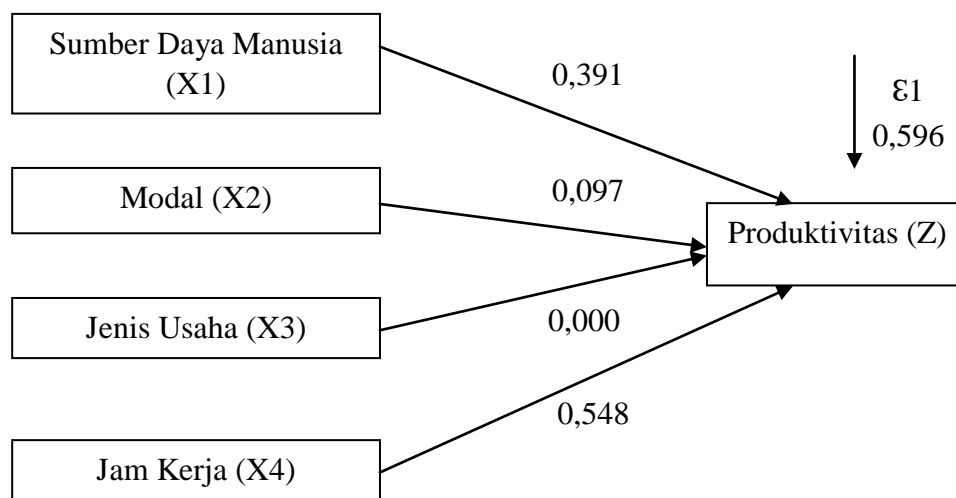 Sumber Daya Manusia
(X1)
0,391
Ɛ1
0,596
Modal (X2)
0,097
Produktivitas (Z)
Jenis Usaha (X3)
0,000
0,548
Jam Kerja (X4)